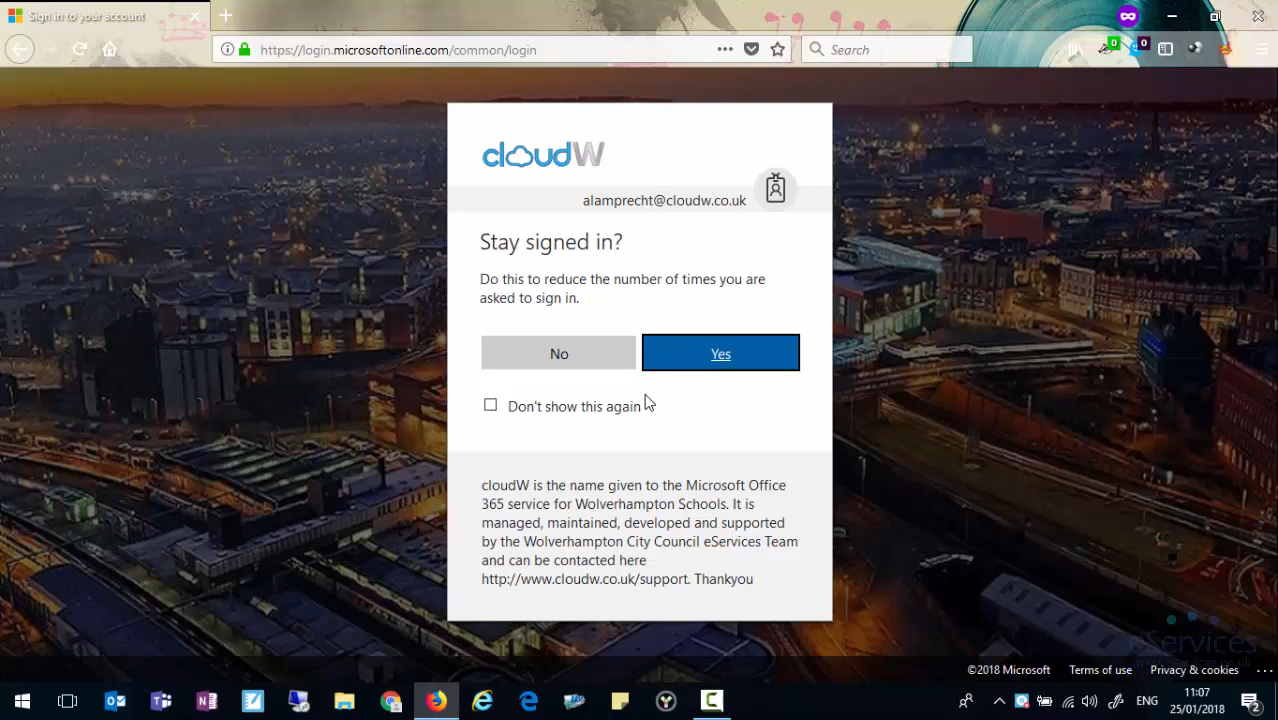 Sign in to your account
https://login.microsoftonline.com/common/login
Search
0
0
cloudW
alamprecht@cloudw.co.uk
Stay signed in?
Do this to reduce the number of times you are
asked to sign in.
No
Yes
Don't show this again
cloudW is the name given to the Microsoft Office
365 service for Wolverhampton Schools. It is
managed, maintained, developed and supported
by the Wolverhampton City Council eServices Team
and can be contacted here
http://www.cloudw.co.uk/support. Thankyou
eServices
©2018 Microsoft
Terms of use
Privacy & cookies
ENG
11:07
25/01/2018
2